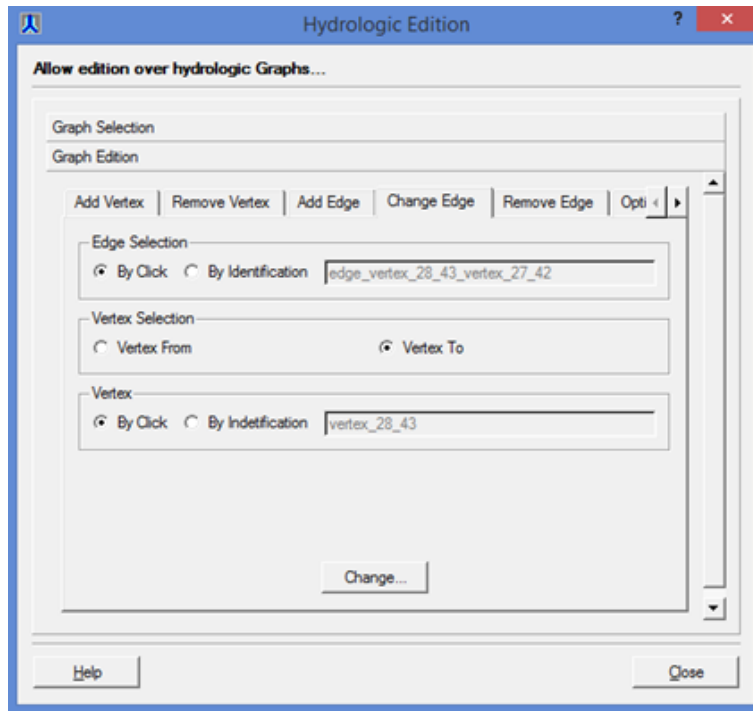 Hydrologic Edition ?
Allow edition over hydrologic Graphs...
Graph Selection
Graph Edition
Add Vertex Remove Vertex Add Edge Change Edge Remove Edge Opti
Edge Selection
By Click By Identification edge_vertex_28_43_vertex_27_42
Vertex Selection
Vertex From Vertex To
Vertex
By Click By Indetification vertex_28_43
Change...
Help Close